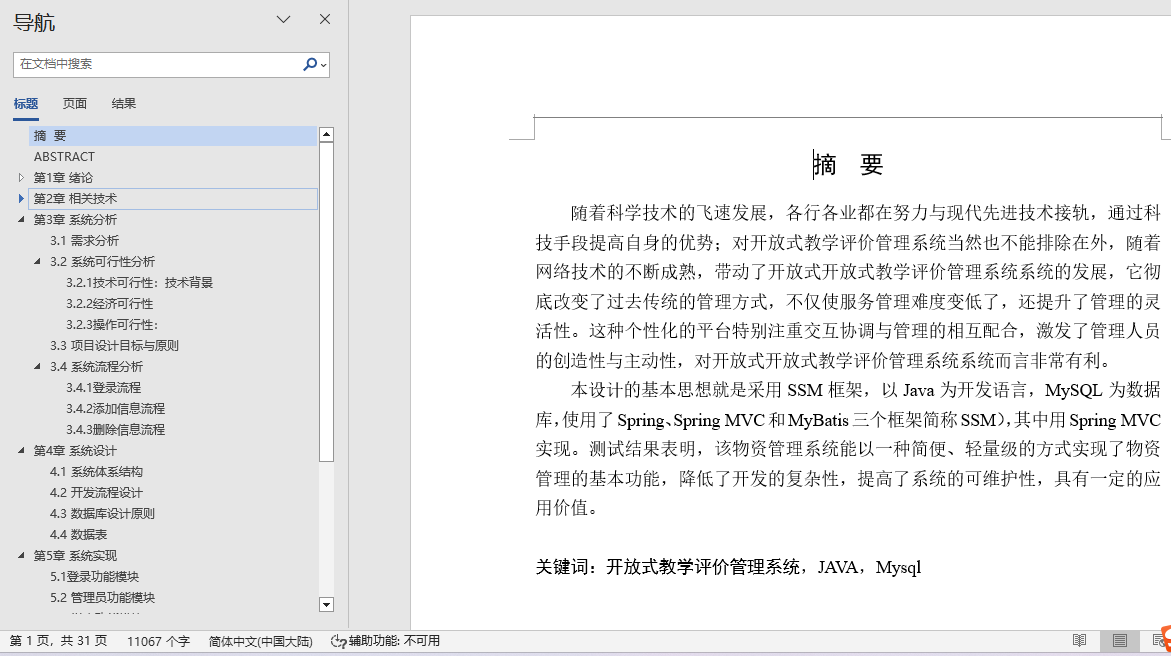 导航
在文档中搜索
标题 页面 结果
摘 要
ABSTRACT
第1章 绪论
第2章 相关技术
第3章 系统分析
3.1 需求分析
3.2 系统可行性分析
3.2.1技术可行性：技术背景
3.2.2经济可行性
3.2.3操作可行性：
3.3 项目设计目标与原则
3.4 系统流程分析
3.4.1登录流程
3.4.2添加信息流程
3.4.3删除信息流程
第4章 系统设计
4.1 系统体系结构
4.2 开发流程设计
4.3 数据库设计原则
4.4 数据表
第5章 系统实现
5.1登录功能模块
5.2 管理员功能模块
摘 要
随着科学技术的飞速发展，各行各业都在努力与现代先进技术接轨，通过科
技手段提高自身的优势；对开放式教学评价管理系统当然也不能排除在外，随着
网络技术的不断成熟，带动了开放式开放式教学评价管理系统系统的发展，它彻
底改变了过去传统的管理方式，不仅使服务管理难度变低了，还提升了管理的灵
活性。这种个性化的平台特别注重交互协调与管理的相互配合，激发了管理人员
的创造性与主动性，对开放式开放式教学评价管理系统系统而言非常有利。
本设计的基本思想就是采用 SSM 框架，以 Java 为开发语言，MySQL 为数据
库，使用了 Spring、Spring MVC 和 MyBatis 三个框架简称 SSM），其中用 Spring MVC
实现。测试结果表明，该物资管理系统能以一种简便、轻量级的方式实现了物资
管理的基本功能，降低了开发的复杂性，提高了系统的可维护性，具有一定的应
用价值。
关键词：开放式教学评价管理系统，JAVA，Mysql
第 1 页，共 31 页 11067 个字 简体中文(中国大陆) 辅助功能: 不可用